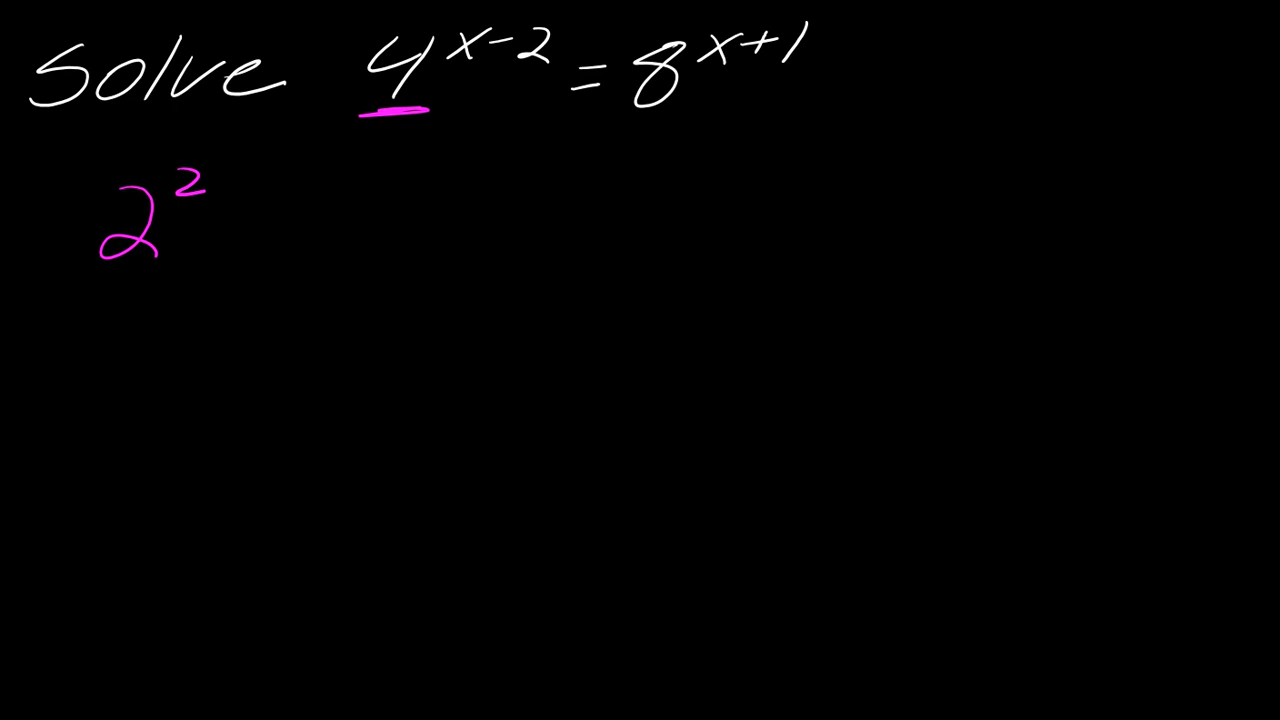 Solve 4^{x-2} = 8^{x+1}
2^2